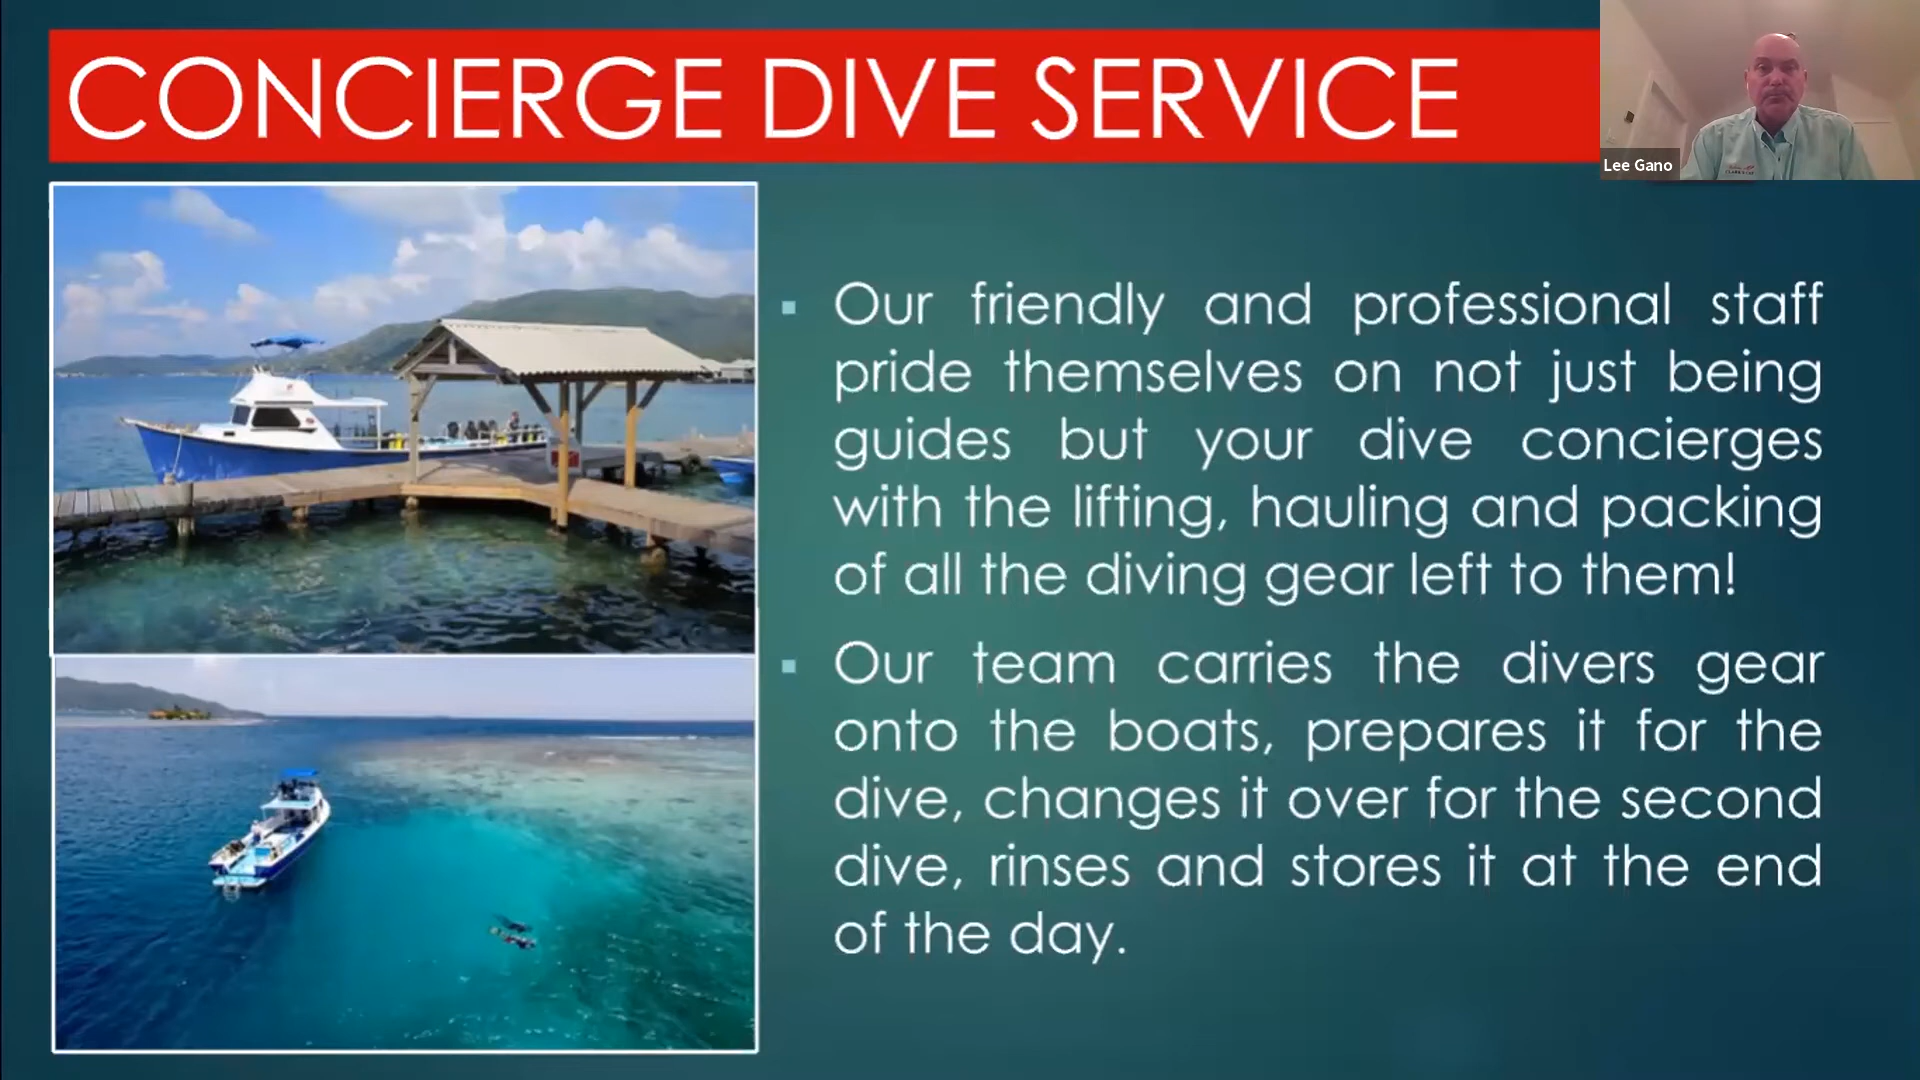 CONCIERGE DIVE SERVICE
Lee Gano
Our friendly and professional staff
pride themselves on not just being
guides but your dive concierges
with the lifting, hauling and packing
of all the diving gear left to them!
Our team carries the divers gear
onto the boats, prepares it for the
dive, changes it over for the second
dive, rinses and stores it at the end
of the day.